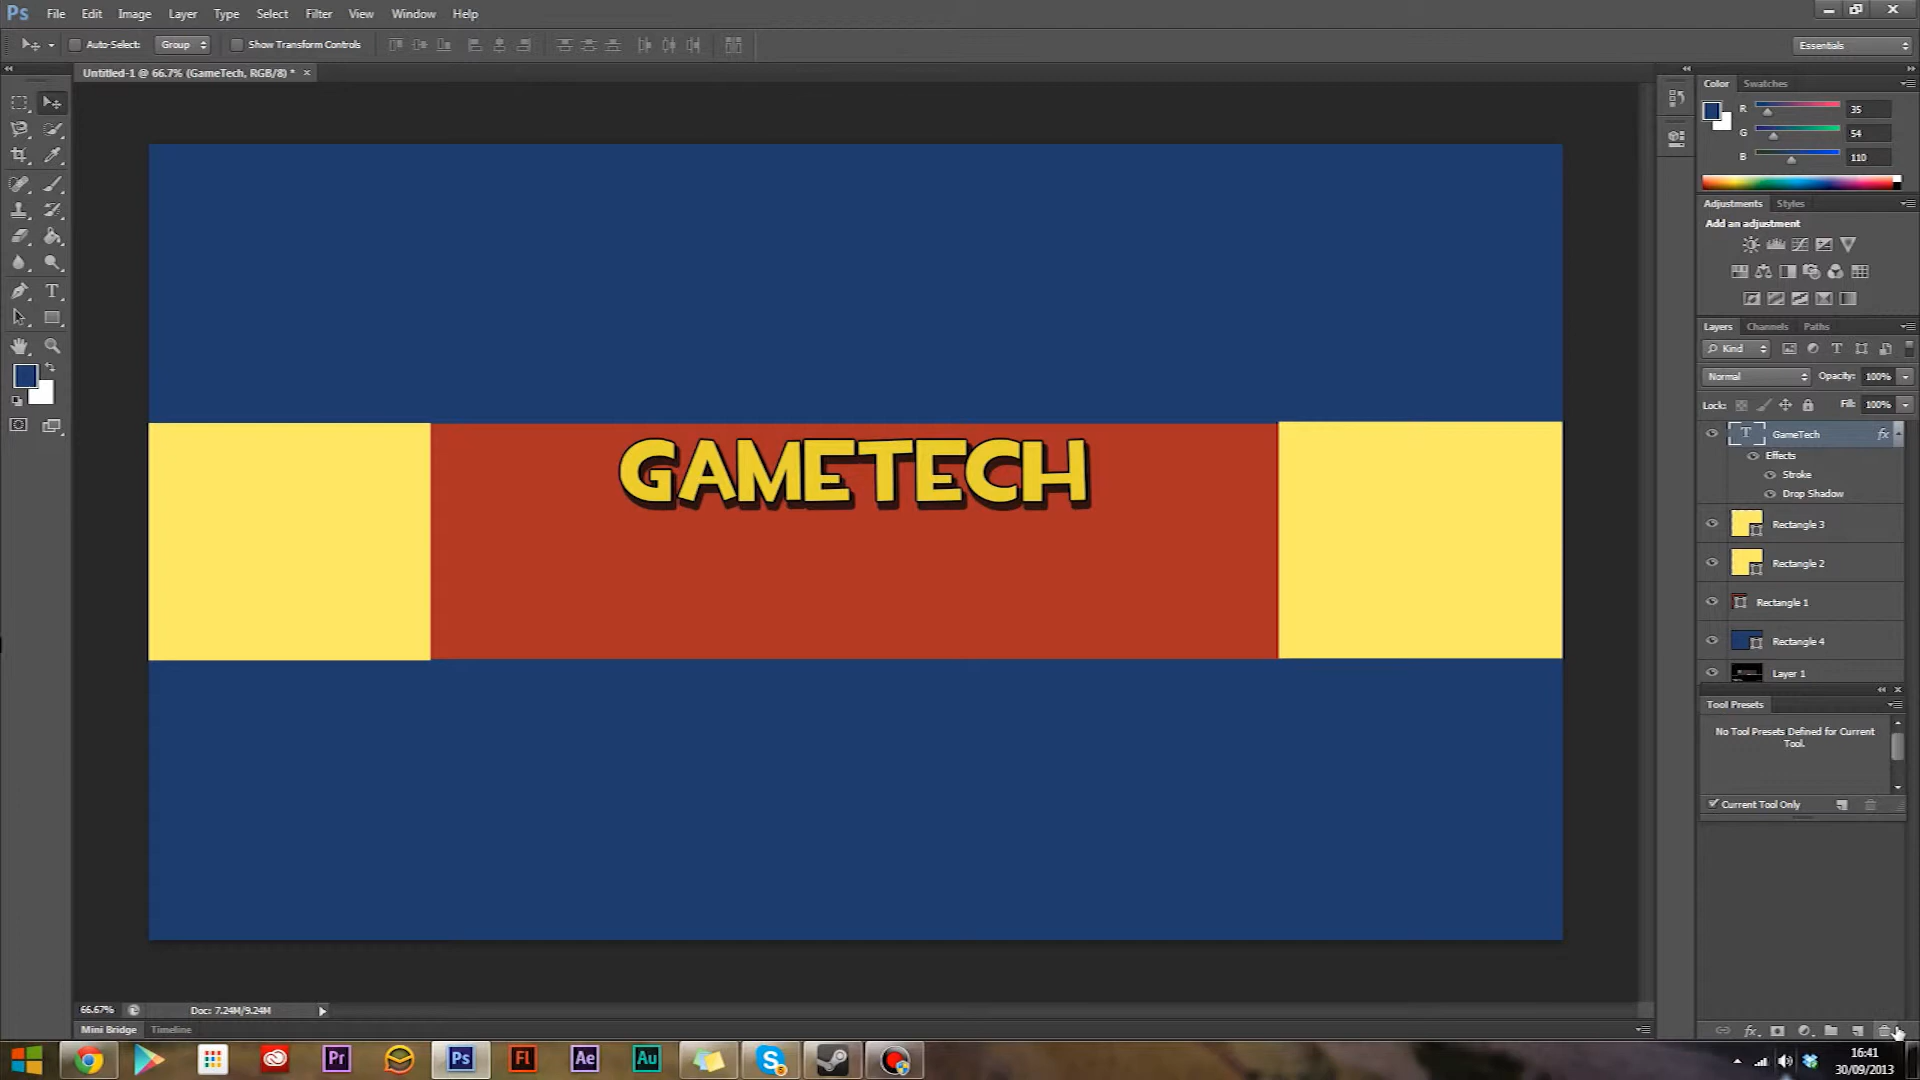 Ps File Edit Image Layer Type Select Filter View Window Help
Auto-Select: Group Show Transform Controls Essentials
Untitled-1 @ 66.7% (GameTech, RGB/8) * ×
Color Swatches
R 35
G 54
B 110
Adjustments Styles
Add an adjustment
Layers Channels Paths
Kind
Normal Opacity: 100%
Lock: Fill: 100%
T GameTech fx
Effects
Stroke
Drop Shadow
Rectangle 3
Rectangle 2
Rectangle 1
Rectangle 4
Layer 1
GAMETECH
Tool Presets
No Tool Presets Defined for Current
Tool.
Current Tool Only
66.67% Doc: 7.24M/9.24M
Mini Bridge Timeline
fx
Pr Ps Fl Ae Au
16:41
30/09/2013